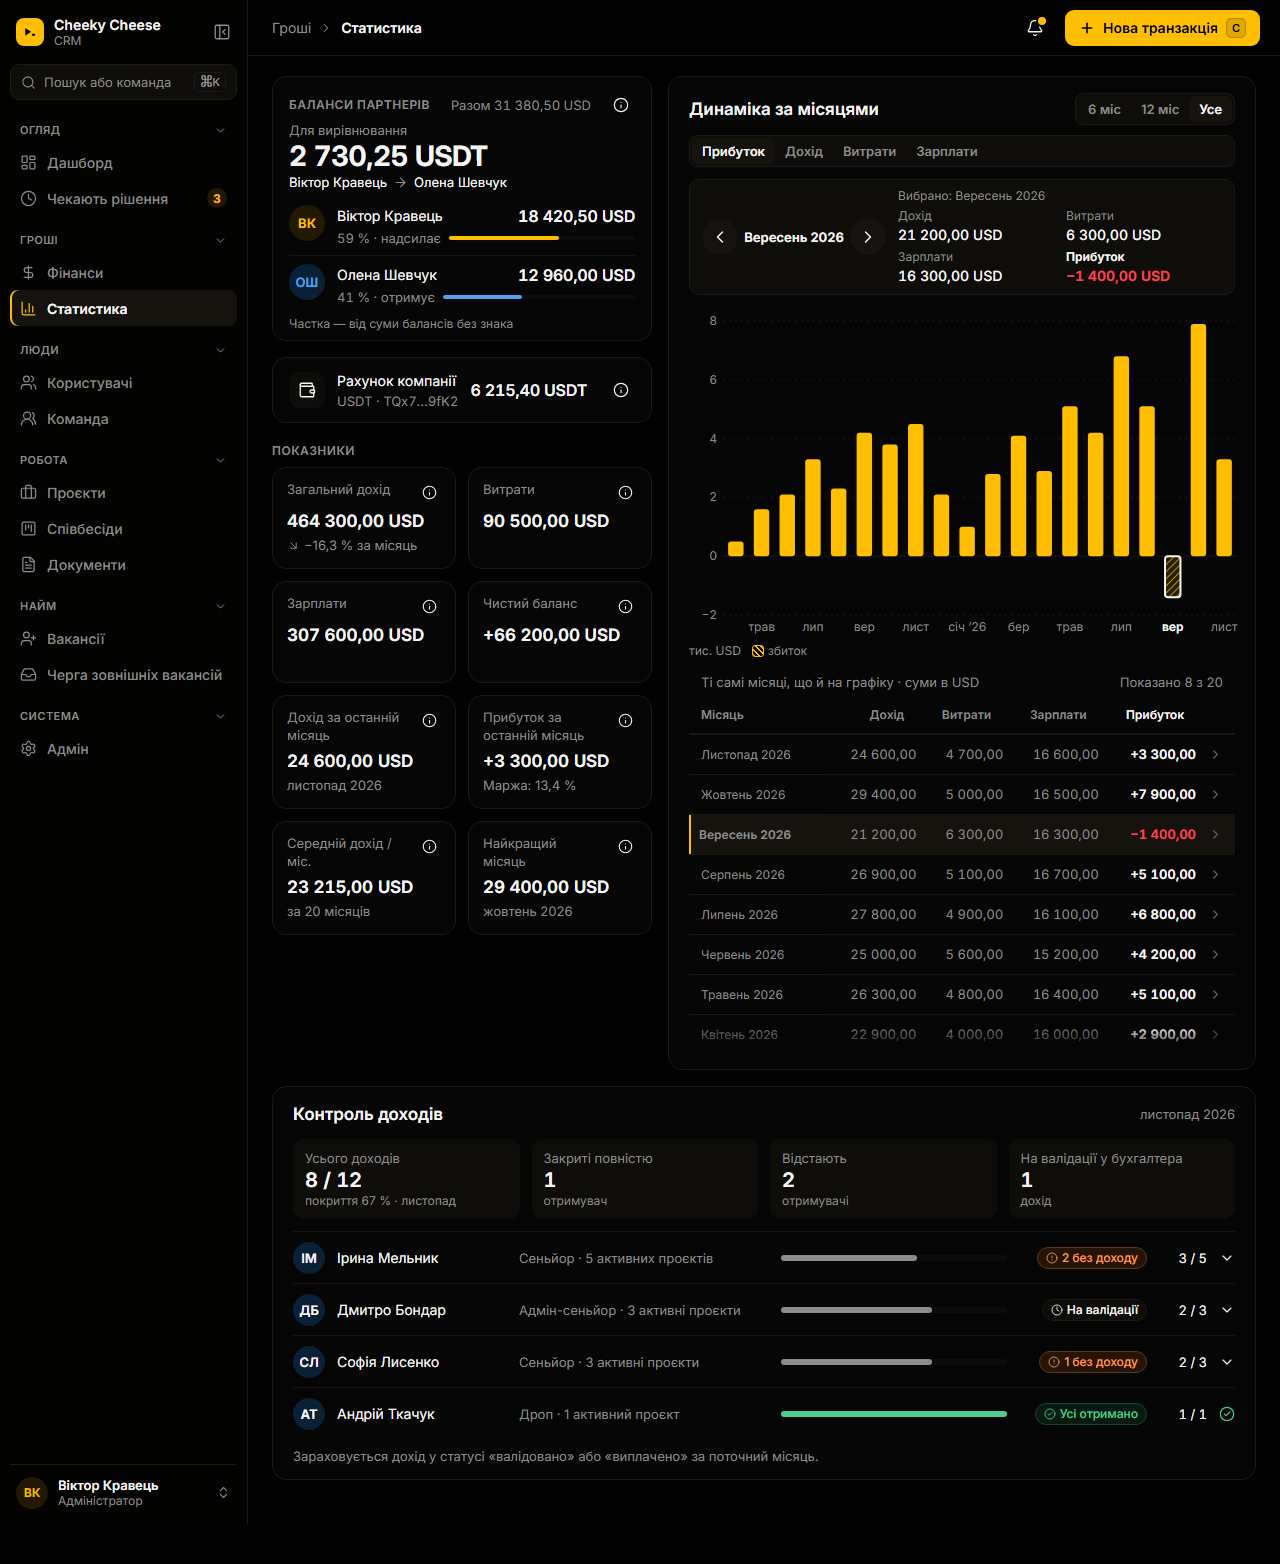 Cheeky Cheese
CRM
Пошук або команда ⌘K
ОГЛЯД
Дашборд
Чекають рішення 3
ГРОШІ
Фінанси
Статистика
ЛЮДИ
Користувачі
Команда
РОБОТА
Проєкти
Співбесіди
Документи
НАЙМ
Вакансії
Черга зовнішніх вакансій
СИСТЕМА
Адмін
ВК Віктор Кравець
Адміністратор
Гроші Статистика
Нова транзакція C
БАЛАНСИ ПАРТНЕРІВ Разом 31 380,50 USD
Для вирівнювання
2 730,25 USDT
Віктор Кравець → Олена Шевчук
ВК Віктор Кравець 18 420,50 USD
59 % · надсилає
ОШ Олена Шевчук 12 960,00 USD
41 % · отримує
Частка — від суми балансів без знака
Рахунок компанії 6 215,40 USDT
USDT · TQx7…9fK2
ПОКАЗНИКИ
Загальний дохід
464 300,00 USD
−16,3 % за місяць
Витрати
90 500,00 USD
Зарплати
307 600,00 USD
Чистий баланс
+66 200,00 USD
Дохід за останній
місяць
24 600,00 USD
листопад 2026
Прибуток за
останній місяць
+3 300,00 USD
Маржа: 13,4 %
Середній дохід /
міс.
23 215,00 USD
за 20 місяців
Найкращий
місяць
29 400,00 USD
жовтень 2026
Динаміка за місяцями 6 міс 12 міс Усе
Прибуток Дохід Витрати Зарплати
Вересень 2026
Вибрано: Вересень 2026
Дохід Витрати
21 200,00 USD 6 300,00 USD
Зарплати Прибуток
16 300,00 USD −1 400,00 USD
8
6
4
2
0
−2
трав лип вер лист січ ’26 бер трав лип вер лист
тис. USD збиток
Ті самі місяці, що й на графіку · суми в USD Показано 8 з 20
Місяць Дохід Витрати Зарплати Прибуток
Листопад 2026 24 600,00 4 700,00 16 600,00 +3 300,00
Жовтень 2026 29 400,00 5 000,00 16 500,00 +7 900,00
Вересень 2026 21 200,00 6 300,00 16 300,00 −1 400,00
Серпень 2026 26 900,00 5 100,00 16 700,00 +5 100,00
Липень 2026 27 800,00 4 900,00 16 100,00 +6 800,00
Червень 2026 25 000,00 5 600,00 15 200,00 +4 200,00
Травень 2026 26 300,00 4 800,00 16 400,00 +5 100,00
Квітень 2026 22 900,00 4 000,00 16 000,00 +2 900,00
Контроль доходів листопад 2026
Усього доходів
8 / 12
покриття 67 % · листопад
Закриті повністю
1
отримувач
Відстають
2
отримувачі
На валідації у бухгалтера
1
дохід
ІМ Ірина Мельник Сеньйор · 5 активних проєктів 2 без доходу 3 / 5
ДБ Дмитро Бондар Адмін-сеньйор · 3 активні проєкти На валідації 2 / 3
СЛ Софія Лисенко Сеньйор · 3 активні проєкти 1 без доходу 2 / 3
АТ Андрій Ткачук Дроп · 1 активний проєкт Усі отримано 1 / 1
Зараховується дохід у статусі «валідовано» або «виплачено» за поточний місяць.